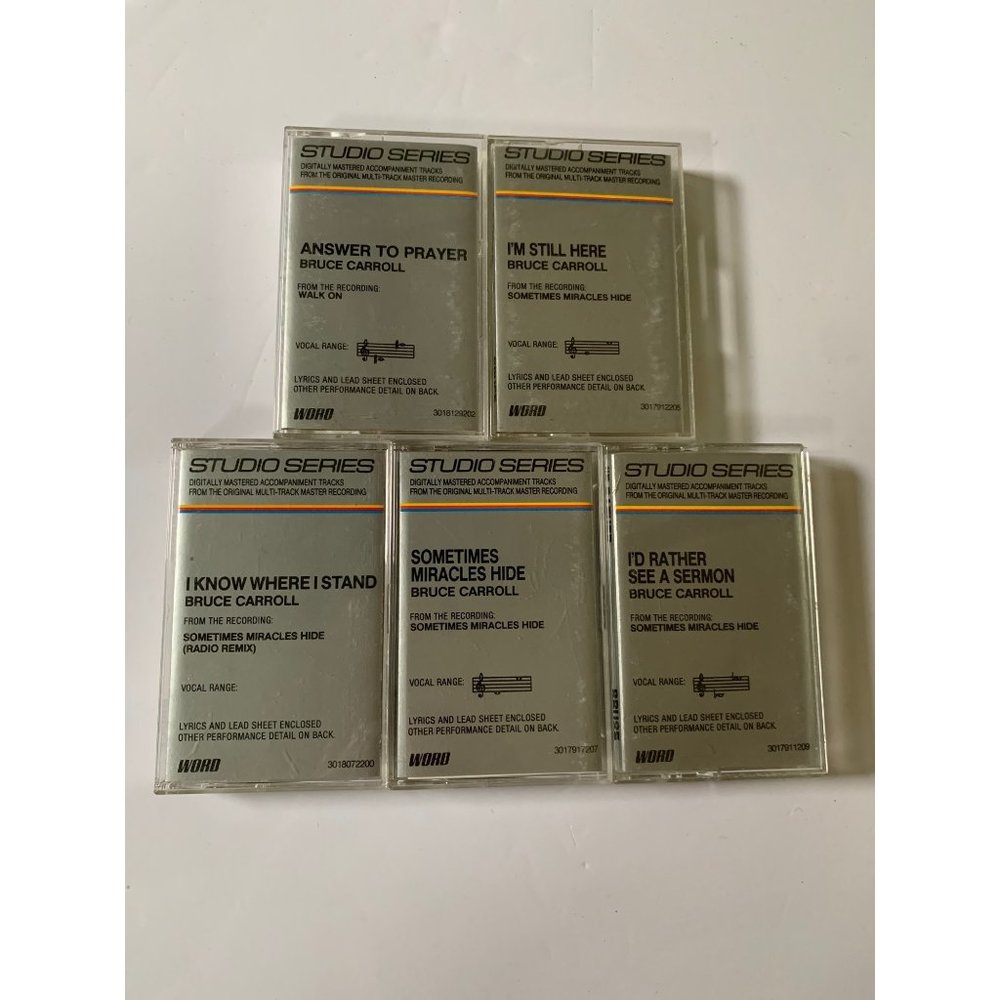 STUDIO SERIES
DIGITALLY MASTERED ACCOMPANIMENT TRACKS
FROM THE ORIGINAL MULTI-TRACK MASTER RECORDING
ANSWER TO PRAYER
BRUCE CARROLL
FROM THE RECORDING:
WALK ON
VOCAL RANGE:
LYRICS AND LEAD SHEET ENCLOSED
OTHER PERFORMANCE DETAIL ON BACK.
WORD
3018129202
STUDIO SERIES
DIGITALLY MASTERED ACCOMPANIMENT TRACKS
FROM THE ORIGINAL MULTI-TRACK MASTER RECORDING
I'M STILL HERE
BRUCE CARROLL
FROM THE RECORDING:
SOMETIMES MIRACLES HIDE
VOCAL RANGE:
LYRICS AND LEAD SHEET ENCLOSED
OTHER PERFORMANCE DETAIL ON BACK.
WORD
3017912205
STUDIO SERIES
DIGITALLY MASTERED ACCOMPANIMENT TRACKS
FROM THE ORIGINAL MULTI-TRACK MASTER RECORDING
I KNOW WHERE I STAND
BRUCE CARROLL
FROM THE RECORDING:
SOMETIMES MIRACLES HIDE
(RADIO REMIX)
VOCAL RANGE:
LYRICS AND LEAD SHEET ENCLOSED
OTHER PERFORMANCE DETAIL ON BACK.
WORD
3018072200
STUDIO SERIES
DIGITALLY MASTERED ACCOMPANIMENT TRACKS
FROM THE ORIGINAL MULTI-TRACK MASTER RECORDING
SOMETIMES
MIRACLES HIDE
BRUCE CARROLL
FROM THE RECORDING:
SOMETIMES MIRACLES HIDE
VOCAL RANGE:
LYRICS AND LEAD SHEET ENCLOSED
OTHER PERFORMANCE DETAIL ON BACK.
WORD
STUDIO SERIES
DIGITALLY MASTERED ACCOMPANIMENT TRACKS
FROM THE ORIGINAL MULTI-TRACK MASTER RECORDING
I'D RATHER
SEE A SERMON
BRUCE CARROLL
FROM THE RECORDING:
SOMETIMES MIRACLES HIDE
VOCAL RANGE:
LYRICS AND LEAD SHEET ENCLOSED
OTHER PERFORMANCE DETAIL ON BACK.
WORD
3017911209